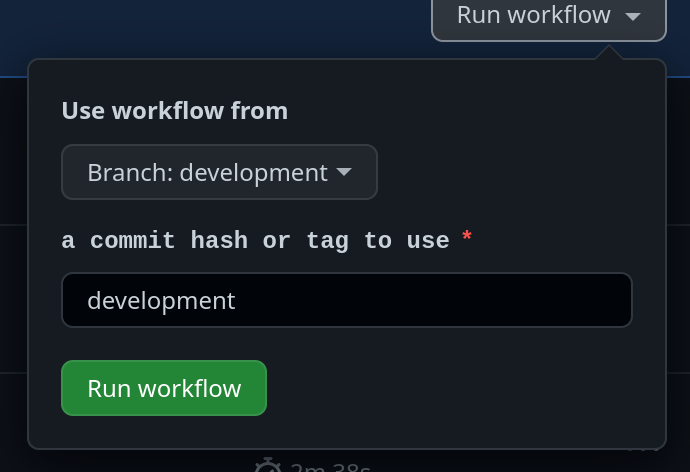 Run workflow
Use workflow from
Branch: development
a commit hash or tag to use *
development
Run workflow
2m 38s